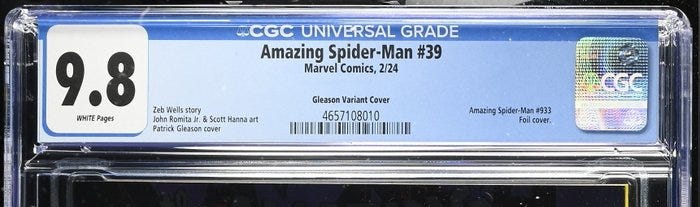 CGC UNIVERSAL GRADE
9.8
WHITE Pages
Amazing Spider-Man #39
Marvel Comics, 2/24
Gleason Variant Cover
Zeb Wells story
John Romita Jr. & Scott Hanna art
Patrick Gleason cover
4657108010
Amazing Spider-Man #933
Foil cover.
CGC